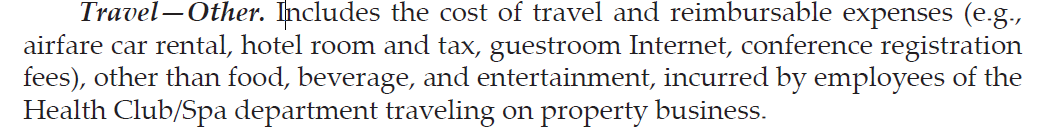 Travel—Other. Includes the cost of travel and reimbursable expenses (e.g.,
airfare car rental, hotel room and tax, guestroom Internet, conference registration
fees), other than food, beverage, and entertainment, incurred by employees of the
Health Club/Spa department traveling on property business.